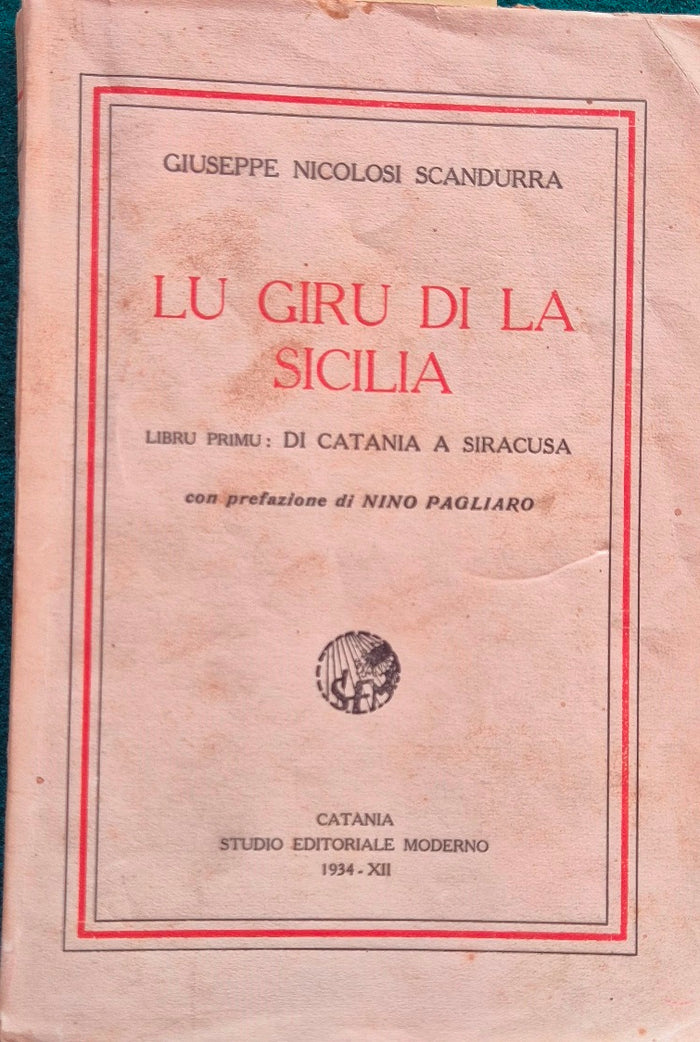 GIUSEPPE NICOLOSI SCANDURRA
LU GIRU DI LA
SICILIA
LIBRU PRIMU: DI CATANIA A SIRACUSA
con prefazione di NINO PAGLIARO
SEM
CATANIA
STUDIO EDITORIALE MODERNO
1934-XII